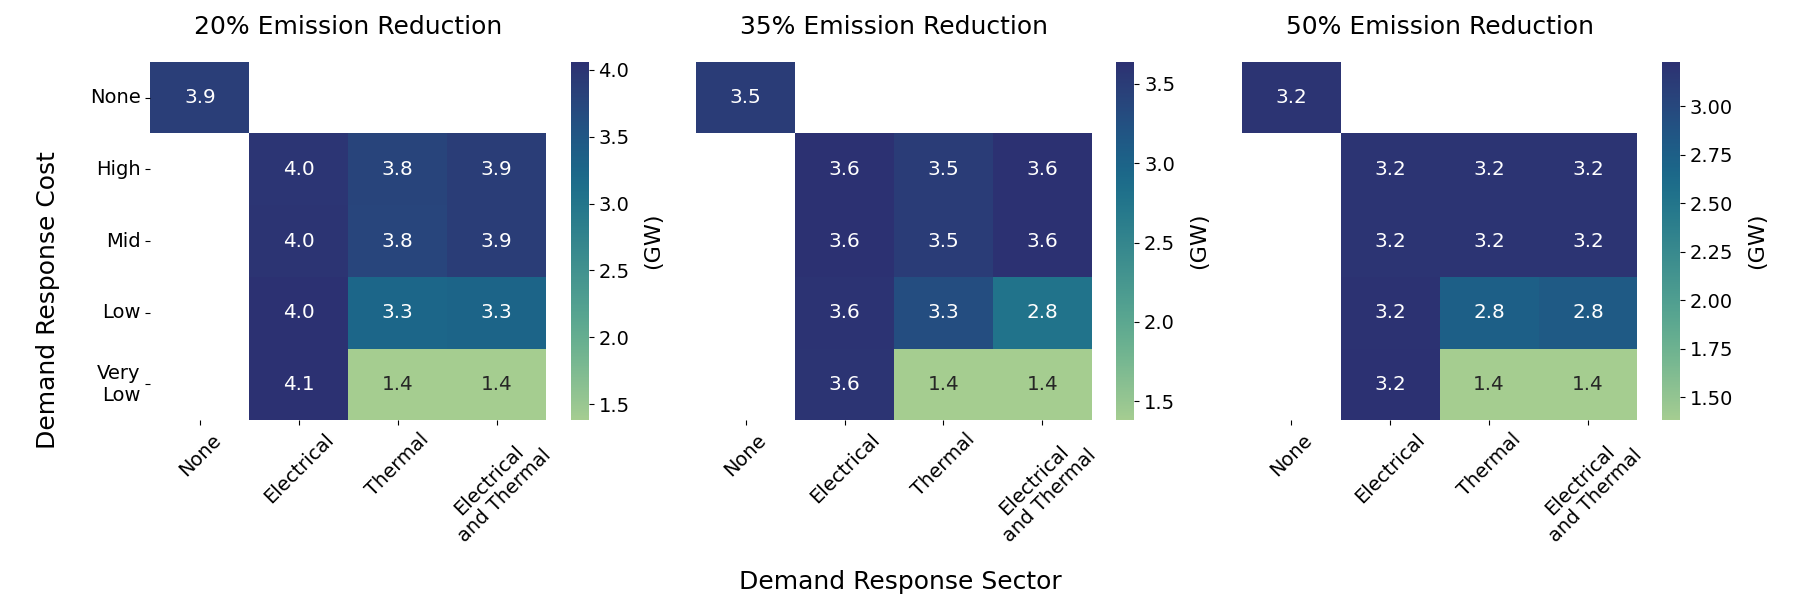 20% Emission Reduction
35% Emission Reduction
50% Emission Reduction
Demand Response Cost
None
High
Mid
Low
Very
Low
3.9
4.0 3.8 3.9
4.0 3.8 3.9
4.0 3.3 3.3
4.1 1.4 1.4
None
Electrical
Thermal
Electrical
and Thermal
4.0
3.5
3.0
2.5
2.0
1.5
(GW)
3.5
3.6 3.5 3.6
3.6 3.5 3.6
3.6 3.3 2.8
3.6 1.4 1.4
None
Electrical
Thermal
Electrical
and Thermal
3.5
3.0
2.5
2.0
1.5
(GW)
3.2
3.2 3.2 3.2
3.2 3.2 3.2
3.2 2.8 2.8
3.2 1.4 1.4
None
Electrical
Thermal
Electrical
and Thermal
3.00
2.75
2.50
2.25
2.00
1.75
1.50
(GW)
Demand Response Sector